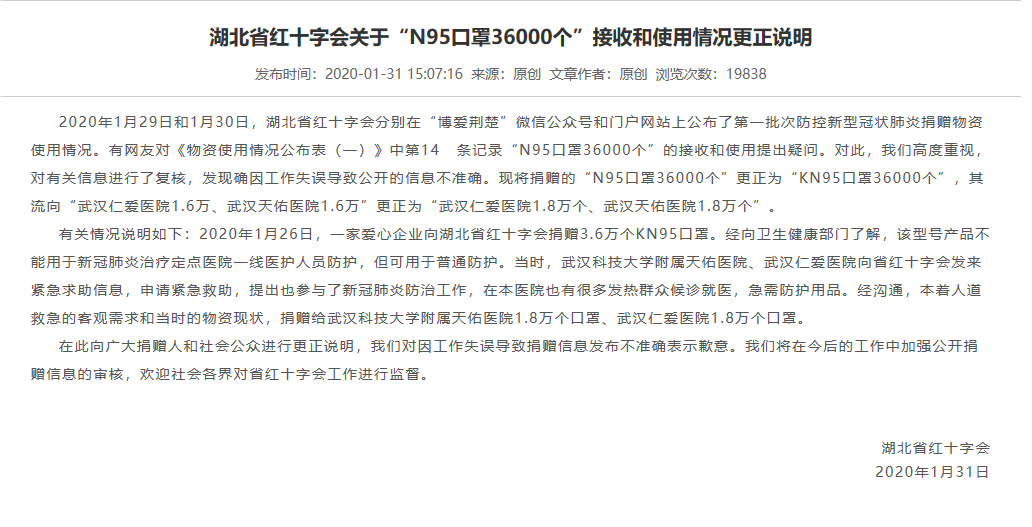 湖北省红十字会关于“N95口罩36000个”接收和使用情况更正说明
发布时间：2020-01-31 15:07:16 来源：原创 文章作者：原创 浏览次数：19838
2020年1月29日和1月30日，湖北省红十字会分别在“博爱荆楚”微信公众号和门户网站上公布了第一批次防控新型冠状肺炎捐赠物资
使用情况。有网友对《物资使用情况公布表（一）》中第14 条记录“N95口罩36000个”的接收和使用提出疑问。对此，我们高度重视，
对有关信息进行了复核，发现确因工作失误导致公开的信息不准确。现将捐赠的“N95口罩36000个”更正为“KN95口罩36000个”，其
流向“武汉仁爱医院1.6万、武汉天佑医院1.6万”更正为“武汉仁爱医院1.8万个、武汉天佑医院1.8万个”。
有关情况说明如下：2020年1月26日，一家爱心企业向湖北省红十字会捐赠3.6万个KN95口罩。经向卫生健康部门了解，该型号产品不
能用于新冠肺炎治疗定点医院一线医护人员防护，但可用于普通防护。当时，武汉科技大学附属天佑医院、武汉仁爱医院向省红十字会发来
紧急求助信息，申请紧急救助，提出也参与了新冠肺炎防治工作，在本医院也有很多发热群众候诊就医，急需防护用品。经沟通，本着人道
救急的客观需求和当时的物资现状，捐赠给武汉科技大学附属天佑医院1.8万个口罩、武汉仁爱医院1.8万个口罩。
在此向广大捐赠人和社会公众进行更正说明，我们对因工作失误导致捐赠信息发布不准确表示歉意。我们将在今后的工作中加强公开捐
赠信息的审核，欢迎社会各界对省红十字会工作进行监督。
湖北省红十字会
2020年1月31日